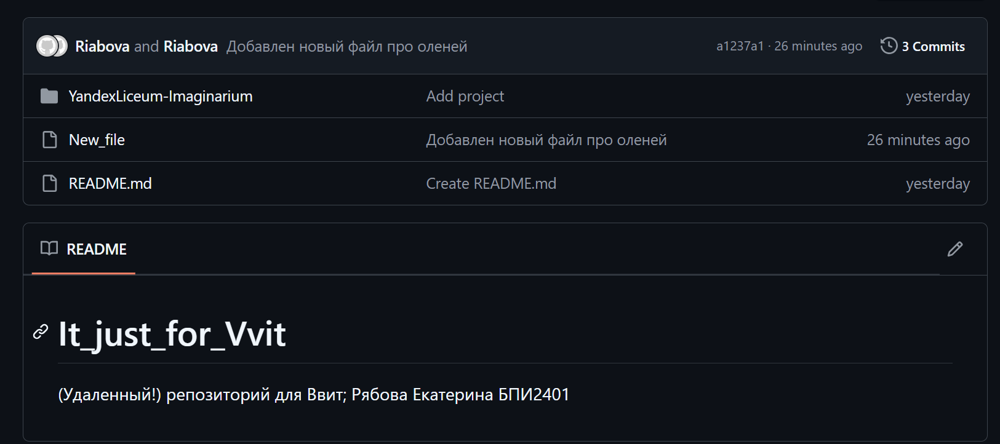 Riabova and Riabova Добавлен новый файл про оленей a1237a1 · 26 minutes ago 3 Commits
YandexLiceum-Imaginarium Add project yesterday
New_file Добавлен новый файл про оленей 26 minutes ago
README.md Create README.md yesterday
README
It_just_for_Vvit
(Удаленный!) репозиторий для Ввит; Рябова Екатерина БПИ2401